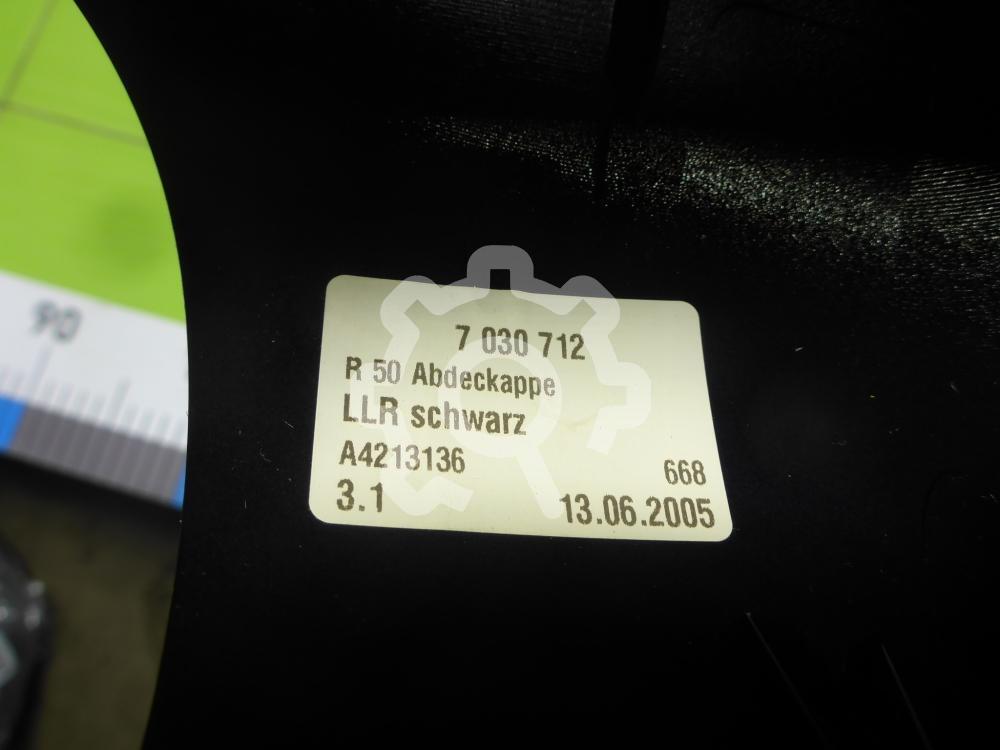 90
7 030 712
R 50 Abdeckappe
LLR schwarz
A4213136 668
3.1 13.06.2005